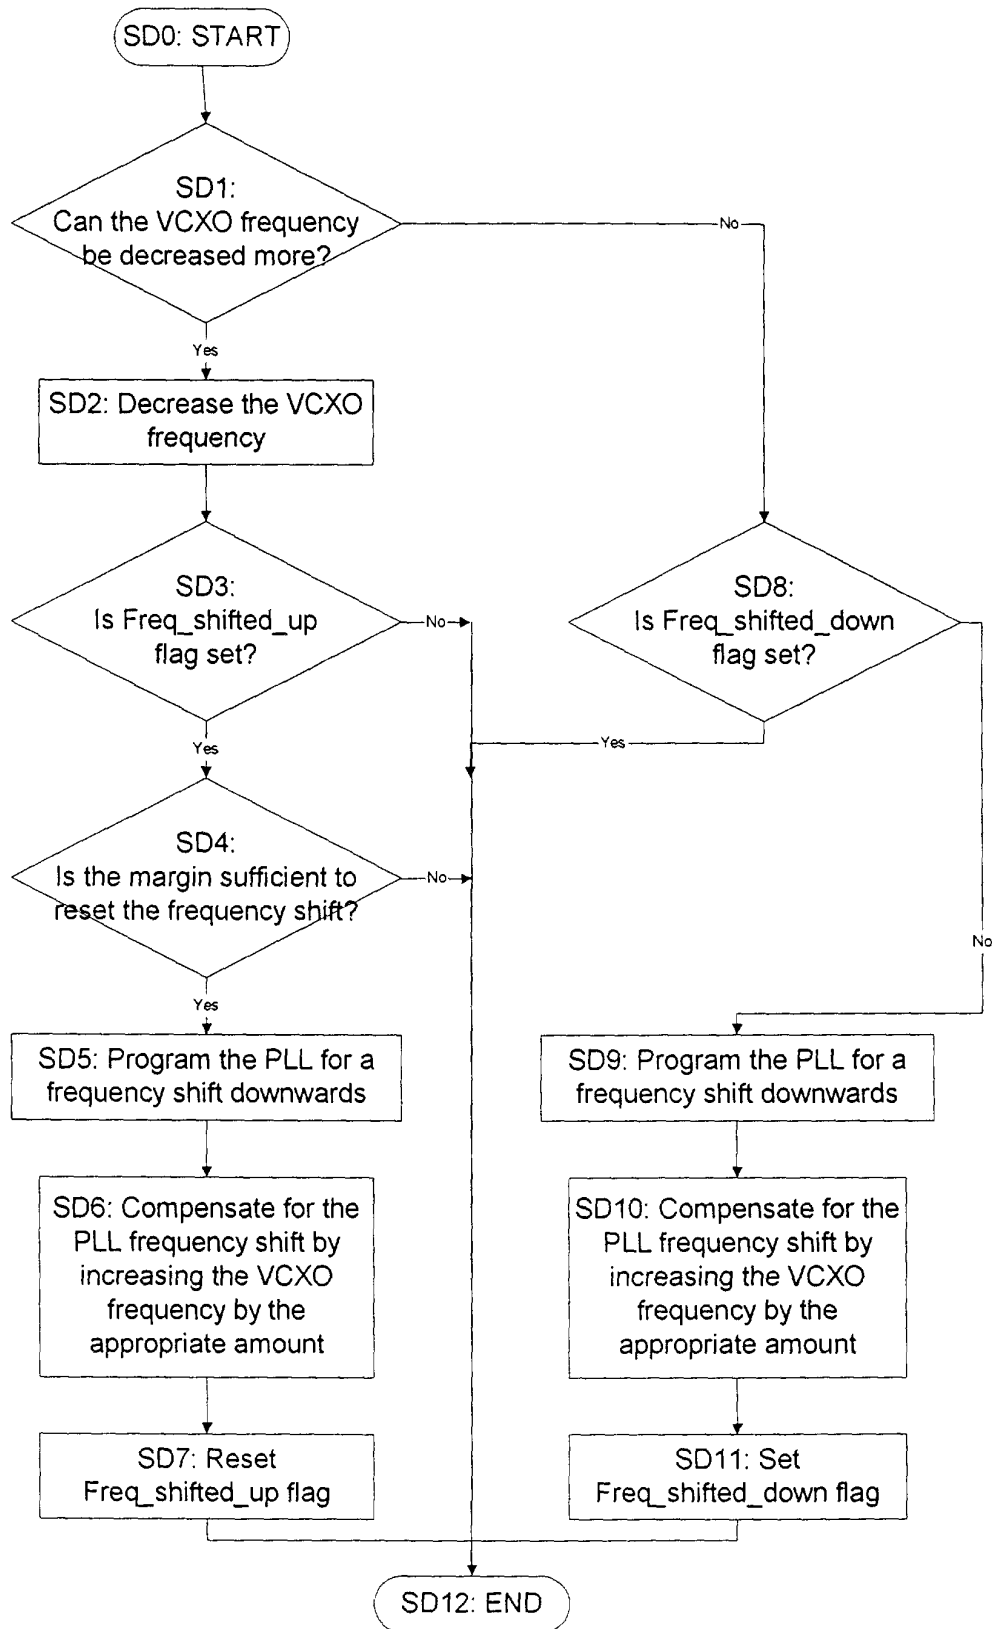 SD0: START
SD1:
Can the VCXO frequency
be decreased more?
No
Yes
SD2: Decrease the VCXO
frequency
SD3:
Is Freq_shifted_up
flag set?
No
SD8:
Is Freq_shifted_down
flag set?
Yes
Yes
SD4:
Is the margin sufficient to
reset the frequency shift?
No
No
Yes
SD5: Program the PLL for a
frequency shift downwards
SD9: Program the PLL for a
frequency shift downwards
SD6: Compensate for the
PLL frequency shift by
increasing the VCXO
frequency by the
appropriate amount
SD10: Compensate for the
PLL frequency shift by
increasing the VCXO
frequency by the
appropriate amount
SD7: Reset
Freq_shifted_up flag
SD11: Set
Freq_shifted_down flag
SD12: END